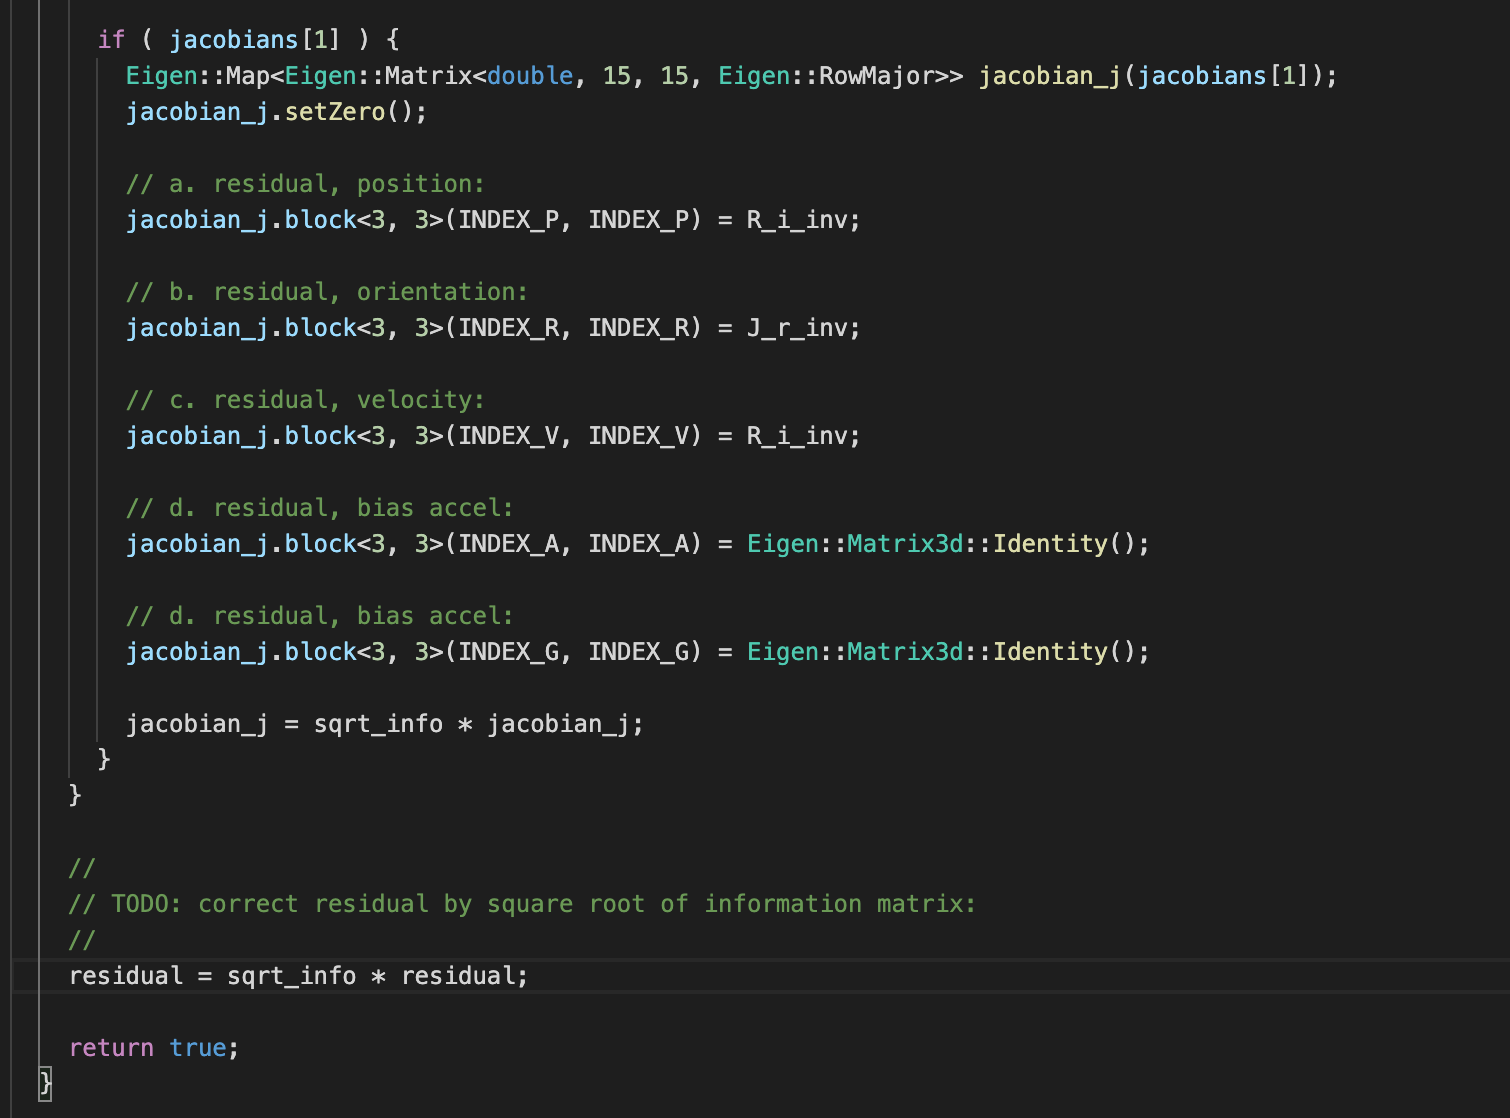 if ( jacobians[1] ) {
Eigen::Map<Eigen::Matrix<double, 15, 15, Eigen::RowMajor>> jacobian_j(jacobians[1]);
jacobian_j.setZero();
// a. residual, position:
jacobian_j.block<3, 3>(INDEX_P, INDEX_P) = R_i_inv;
// b. residual, orientation:
jacobian_j.block<3, 3>(INDEX_R, INDEX_R) = J_r_inv;
// c. residual, velocity:
jacobian_j.block<3, 3>(INDEX_V, INDEX_V) = R_i_inv;
// d. residual, bias accel:
jacobian_j.block<3, 3>(INDEX_A, INDEX_A) = Eigen::Matrix3d::Identity();
// d. residual, bias accel:
jacobian_j.block<3, 3>(INDEX_G, INDEX_G) = Eigen::Matrix3d::Identity();
jacobian_j = sqrt_info * jacobian_j;
}
}
//
// TODO: correct residual by square root of information matrix:
//
residual = sqrt_info * residual;
return true;
}